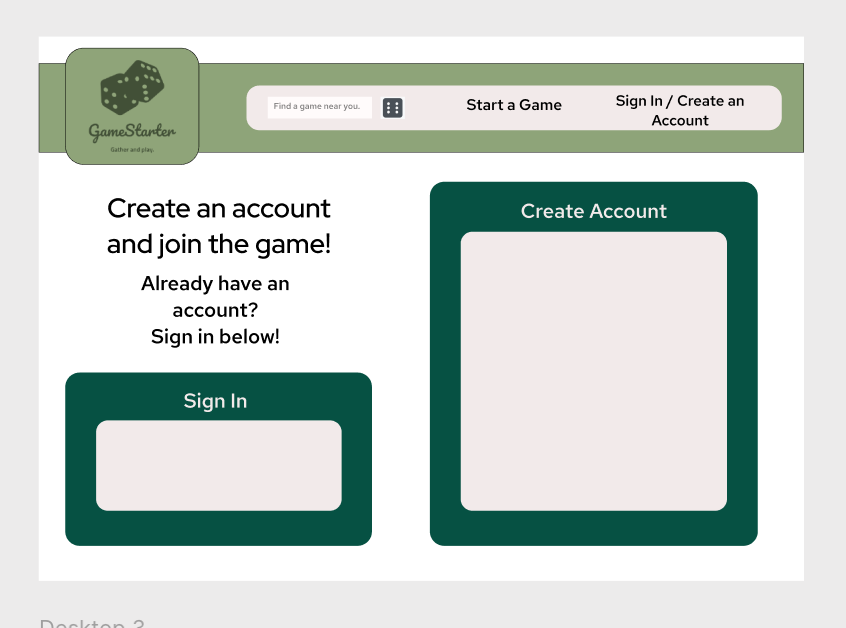 GameStarter
Gather and play.
Find a game near you.
Start a Game
Sign In / Create an
Account
Create an account
and join the game!
Already have an
account?
Sign in below!
Sign In
Create Account
Desktop 3